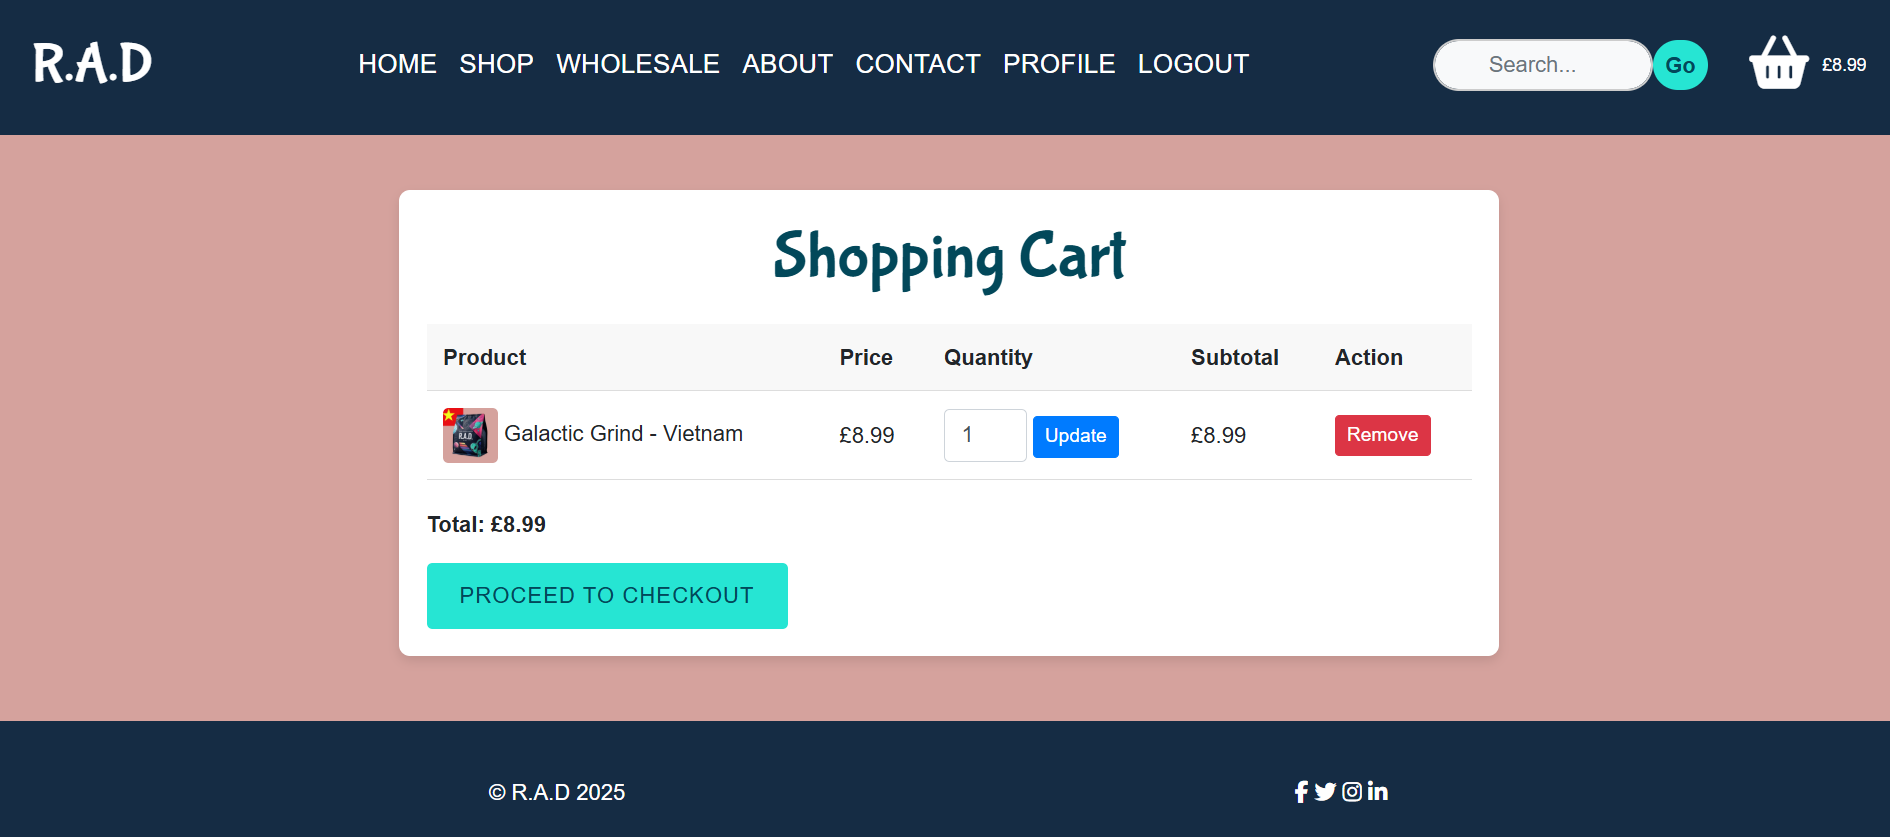 R.A.D
HOME SHOP WHOLESALE ABOUT CONTACT PROFILE LOGOUT
Search... Go £8.99
Shopping Cart
Product Price Quantity Subtotal Action
R.A.D.
Galactic Grind - Vietnam £8.99 1 Update £8.99 Remove
Total: £8.99
PROCEED TO CHECKOUT
© R.A.D 2025